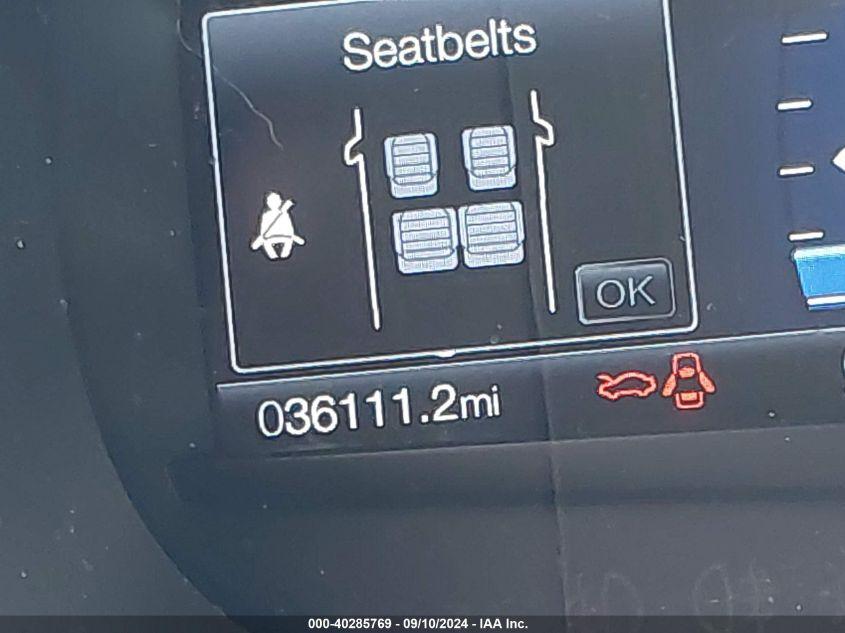 Seatbelts
OK
036111.2mi
000-40285769 - 09/10/2024 - IAA Inc.